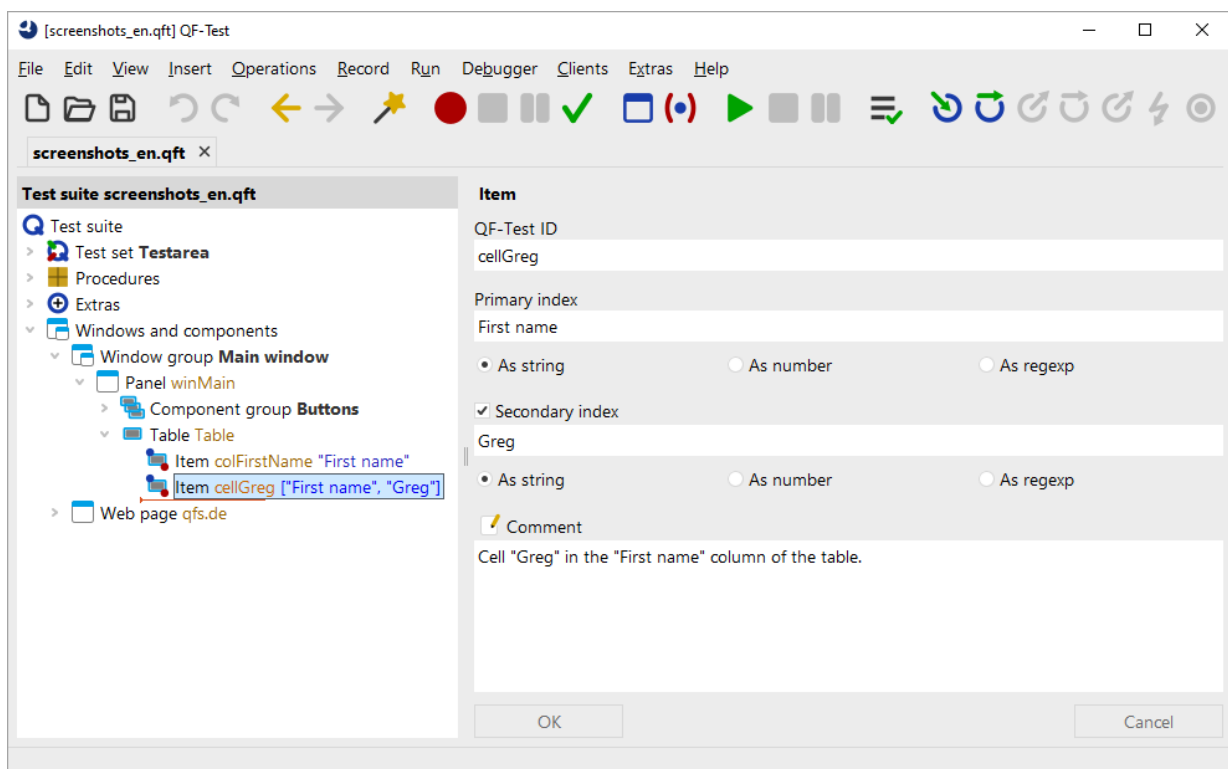 [screenshots_en.qft] QF-Test
File Edit View Insert Operations Record Run Debugger Clients Extras Help
screenshots_en.qft
Test suite screenshots_en.qft
Test suite
Test set Testarea
Procedures
Extras
Windows and components
Window group Main window
Panel winMain
Component group Buttons
Table Table
Item colFirstName "First name"
Item cellGreg ["First name", "Greg"]
Web page qfs.de
Item
QF-Test ID
cellGreg
Primary index
First name
As string As number As regexp
Secondary index
Greg
As string As number As regexp
Comment
Cell "Greg" in the "First name" column of the table.
OK Cancel